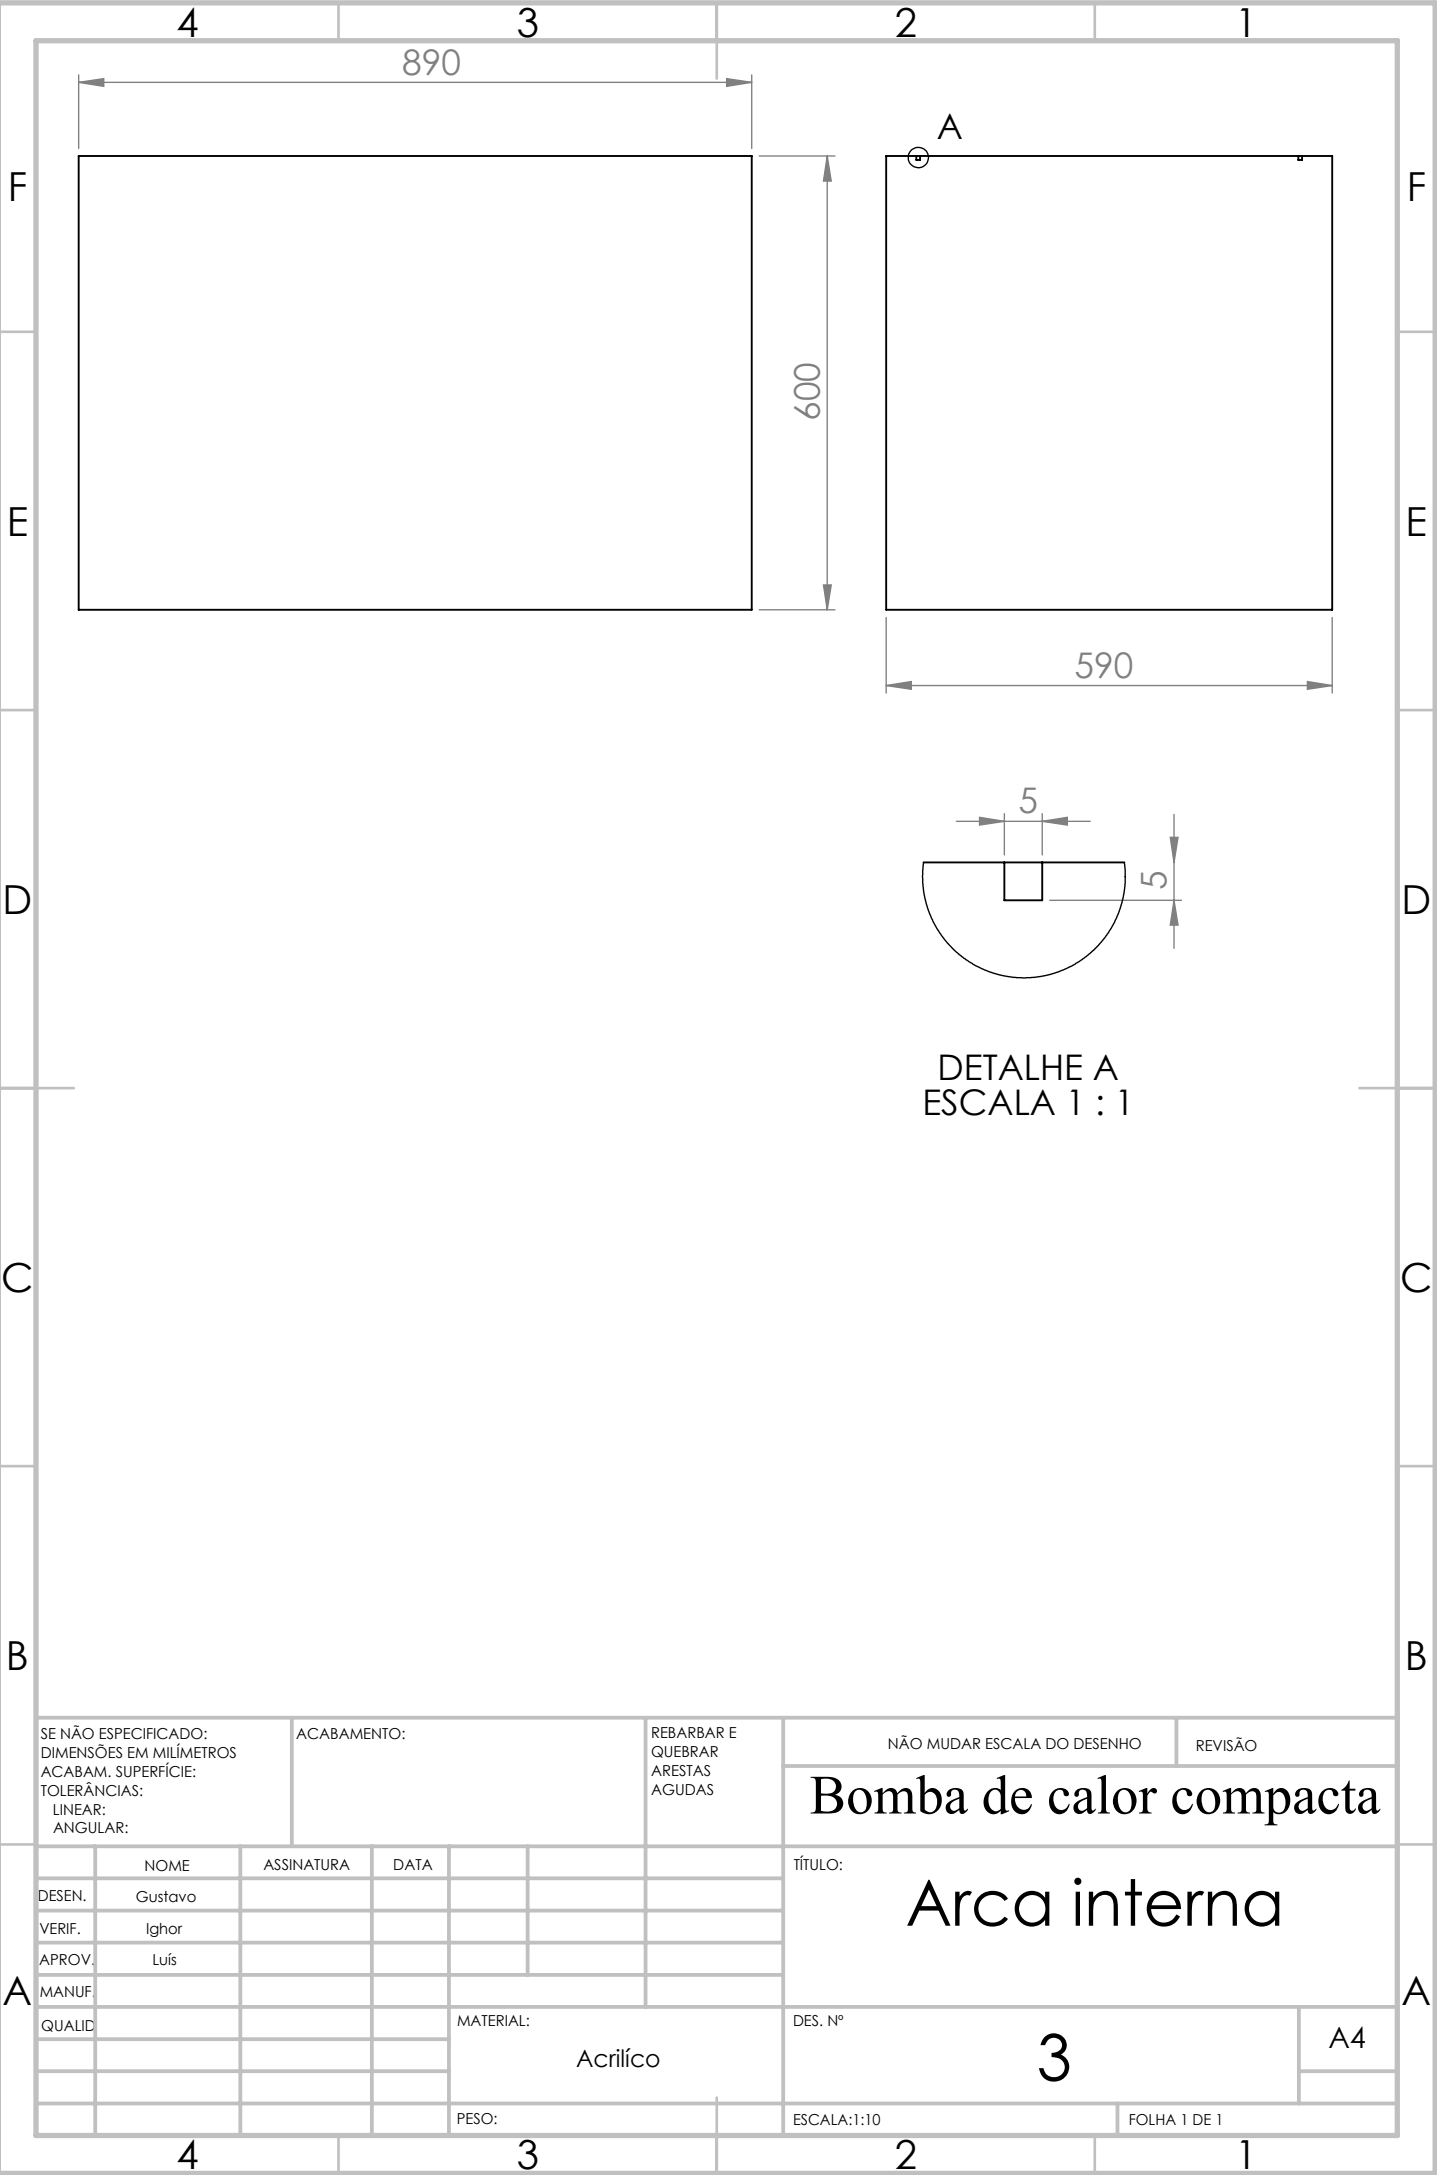 4 3 2 1
890
A
F F
600
E E
590
5
5
D D
DETALHE A
ESCALA 1 : 1
C C
B B
SE NÃO ESPECIFICADO:
DIMENSÕES EM MILÍMETROS
ACABAM. SUPERFÍCIE:
TOLERÂNCIAS:
LINEAR:
ANGULAR:
ACABAMENTO:
REBARBAR E
QUEBRAR
ARESTAS
AGUDAS
NÃO MUDAR ESCALA DO DESENHO
REVISÃO
Bomba de calor compacta
NOME ASSINATURA DATA
DESEN. Gustavo
VERIF. Ighor
APROV. Luís
MANUF.
QUALID
TÍTULO:
Arca interna
A A
MATERIAL:
Acrilíco
DES. Nº
3
A4
PESO:
ESCALA:1:10
FOLHA 1 DE 1
4 3 2 1